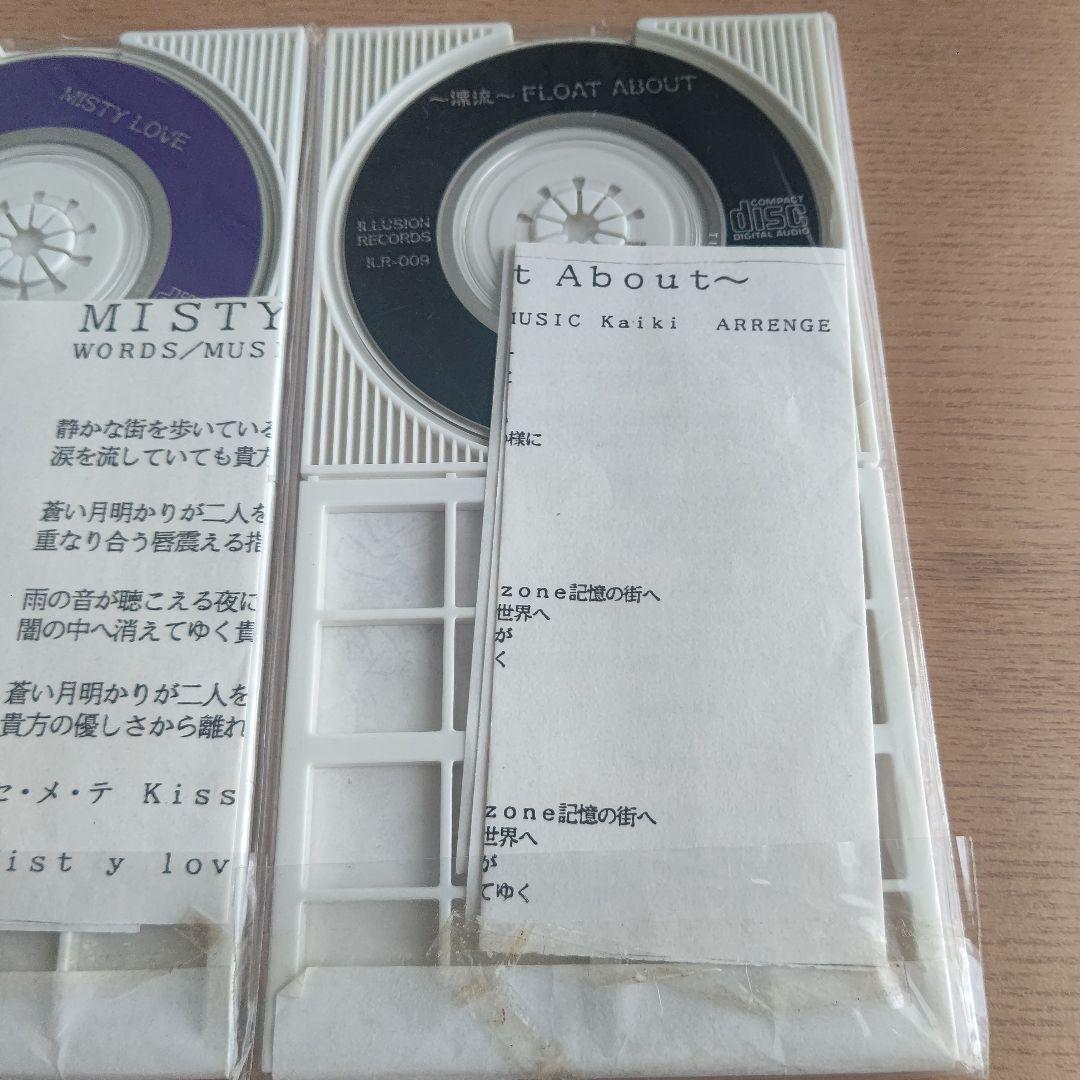 MISTY LOVE
MISTY
WORDS／MUSI
静かな街を歩いている
涙を流していても貴方
蒼い月明かりが二人を
重なり合う唇震える指
雨の音が聴こえる夜に
闇の中へ消えてゆく貴
蒼い月明かりが二人を
貴方の優しさから離れ
セ・メ・テ Kiss
ist y lov
～漂流～ FLOAT ABOUT
ILLUSION
RECORDS
ILR-009
COMPACT
disc
DIGITAL AUDIO
t About～
MUSIC Kaiki ARRENGE
様に
zone記憶の街へ
世界へ
が
く
zone記憶の街へ
世界へ
が
てゆく